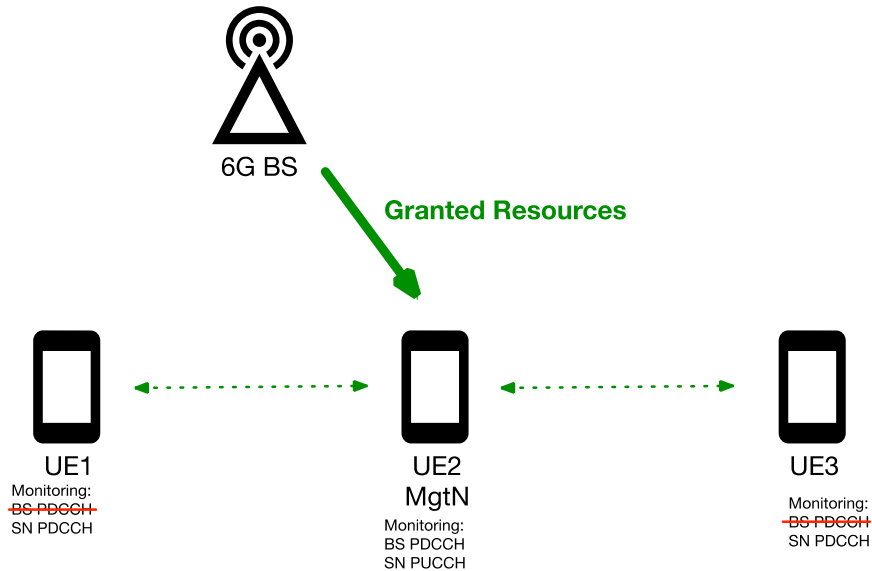 6G BS
Granted Resources
UE1
Monitoring:
BS PDCCH
SN PDCCH
UE2
MgtN
Monitoring:
BS PDCCH
SN PUCCH
UE3
Monitoring:
BS PDCCH
SN PDCCH